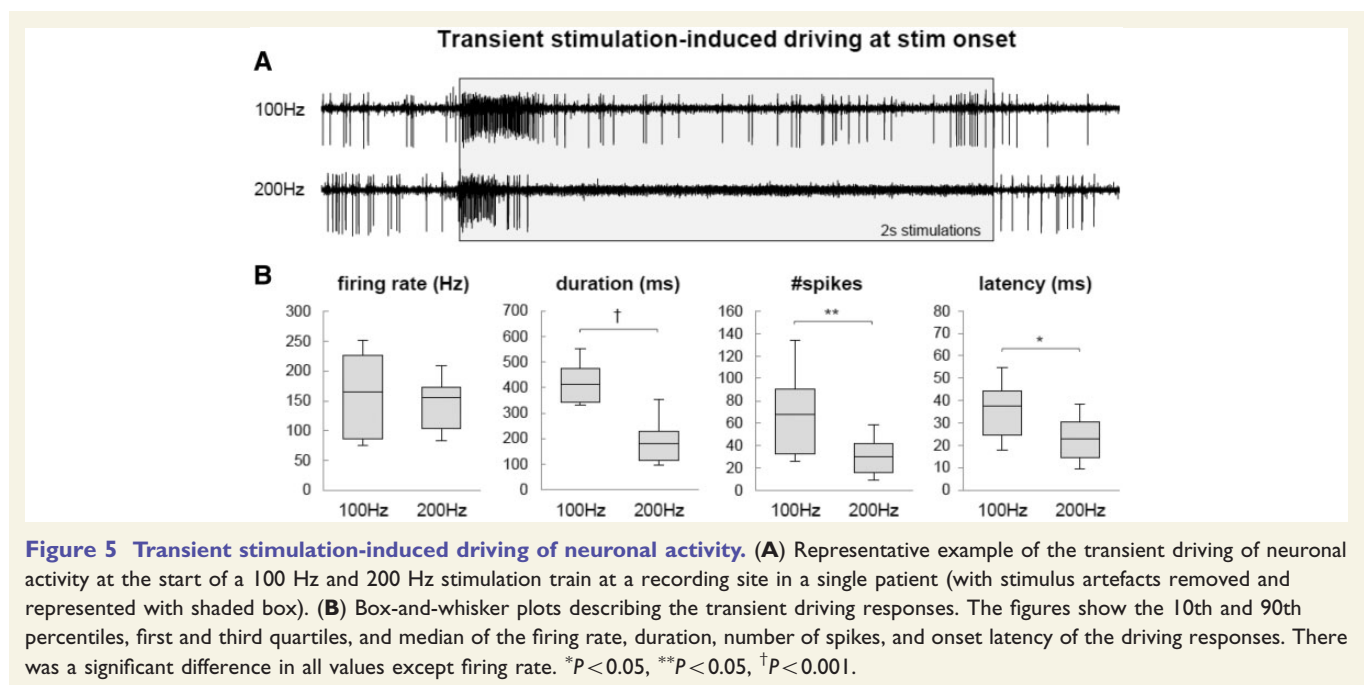 Transient stimulation-induced driving at stim onset
A
100Hz
200Hz
2s stimulations
B
firing rate (Hz) duration (ms) #spikes latency (ms)
300 700 160 80
250 600 140 70
200 500 120 60
150 400 100 50
100 300 80 40
50 200 60 30
0 100 40 20
0 20 10
0 0
† ** *
100Hz 200Hz 100Hz 200Hz 100Hz 200Hz 100Hz 200Hz
Figure 5 Transient stimulation-induced driving of neuronal activity. (A) Representative example of the transient driving of neuronal
activity at the start of a 100 Hz and 200 Hz stimulation train at a recording site in a single patient (with stimulus artefacts removed and
represented with shaded box). (B) Box-and-whisker plots describing the transient driving responses. The figures show the 10th and 90th
percentiles, first and third quartiles, and median of the firing rate, duration, number of spikes, and onset latency of the driving responses. There
was a significant difference in all values except firing rate. *P<0.05, **P<0.05, †P<0.001.